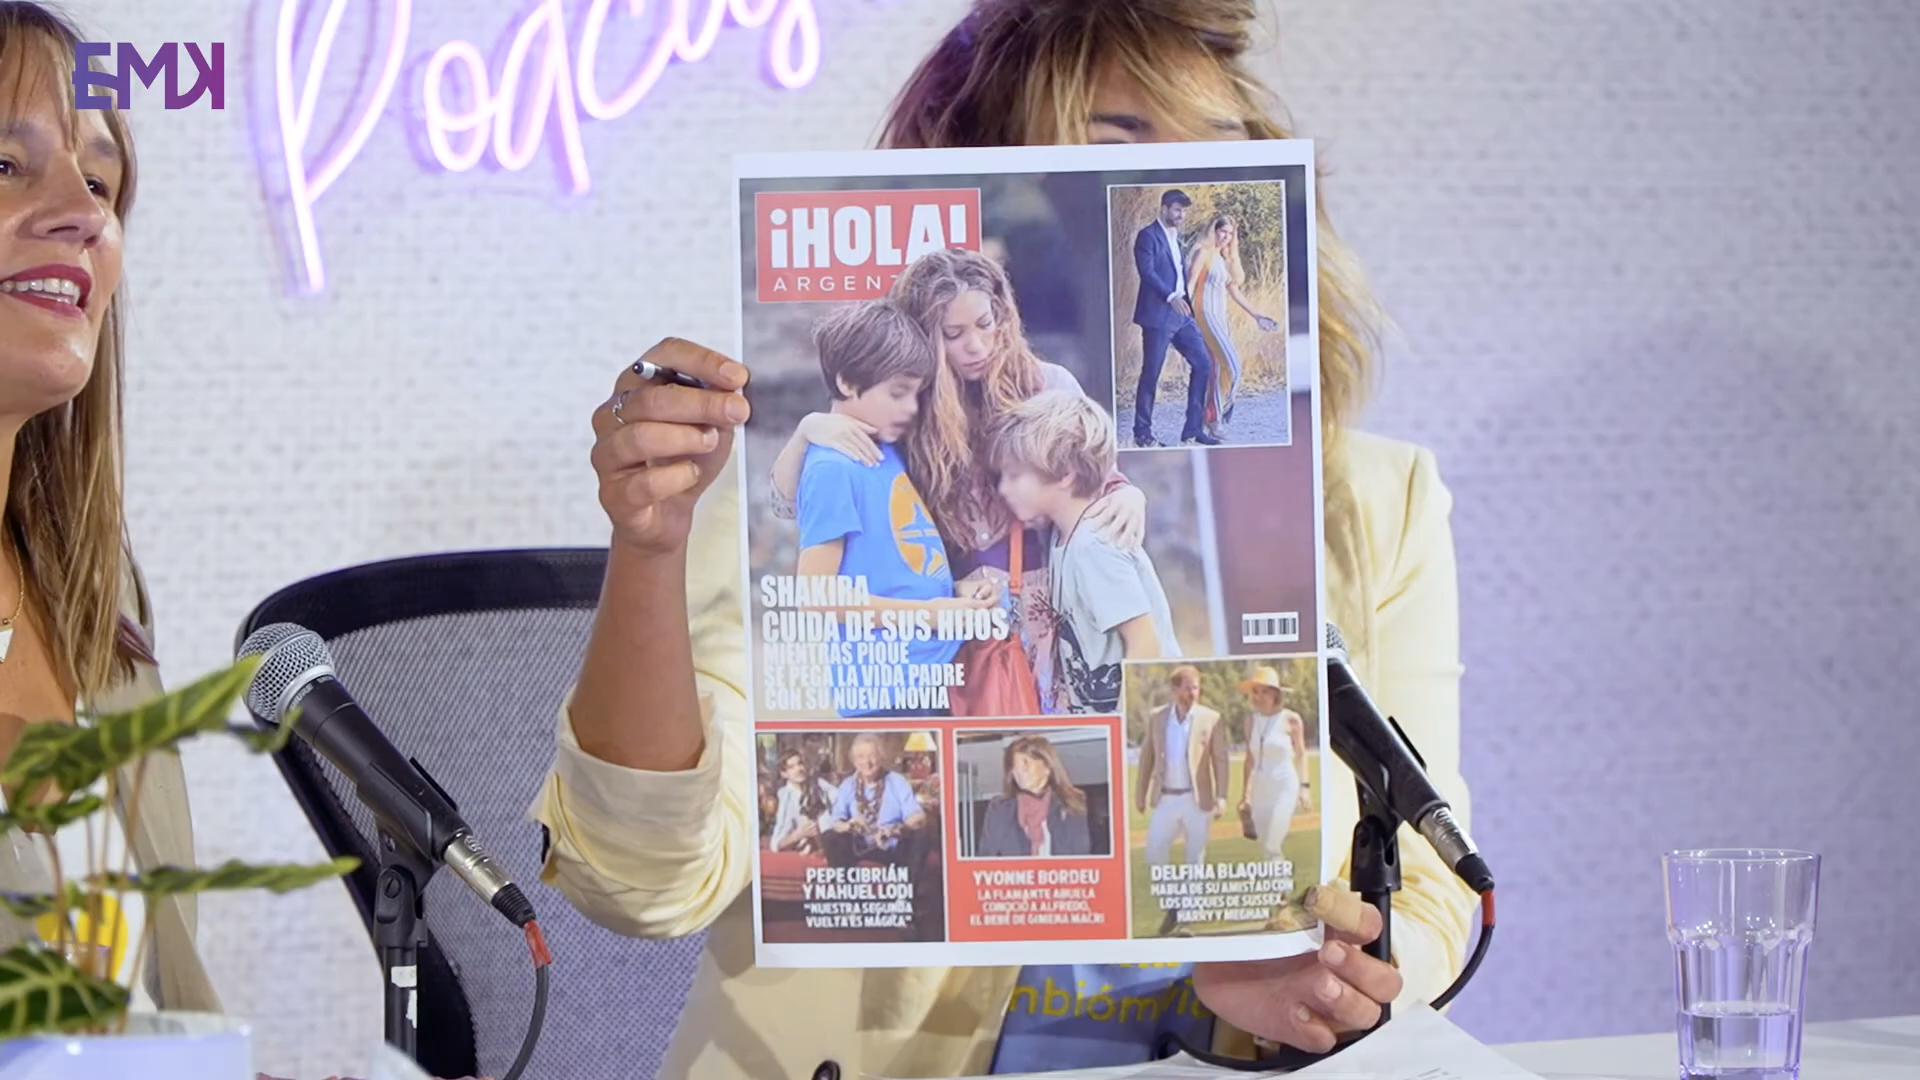 EMK
Podcas
¡HOLA!
ARGEN
SHAKIRA
CUIDA DE SUS HIJOS
MIENTRAS PIQUE
SE PEGA LA VIDA PADRE
CON SU NUEVA NOVIA
PEPE CIBRIÁN
Y NAHUEL LODI
"NUESTRA SEGUNDA
VUELTA ES MÁGICA"
YVONNE BORDEU
LA FLAMANTE ABUELA
CONOCIÓ A ALFREDO,
EL BEBÉ DE GIMENA MACRI
DELFINA BLAQUIER
HABLA DE SU AMISTAD CON
LOS DUQUES DE SUSSEX,
HARRY Y MEGHAN